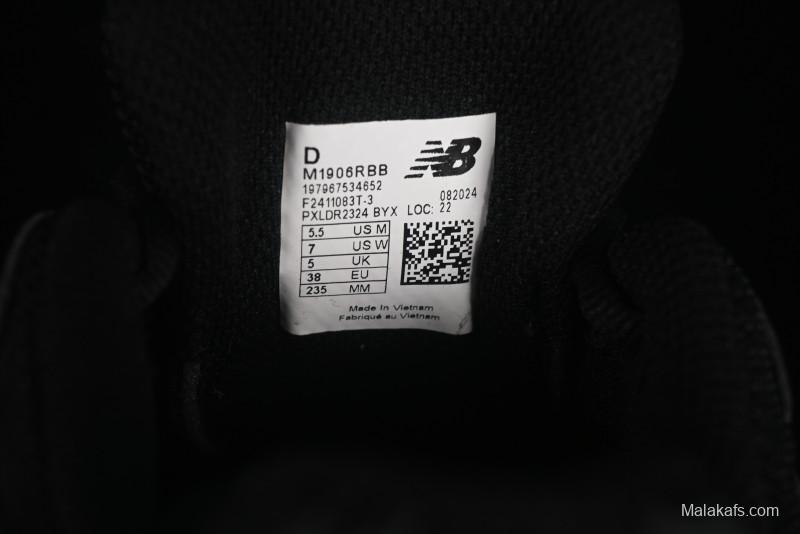 D
NB
M1906RBB
197967534652
F2411083T-3
082024
PXLDR2324 BYX LOC: 22
5.5 US M
7 US W
5 UK
38 EU
235 MM
Made In Vietnam
Fabriqué au Vietnam
Malakafs.com